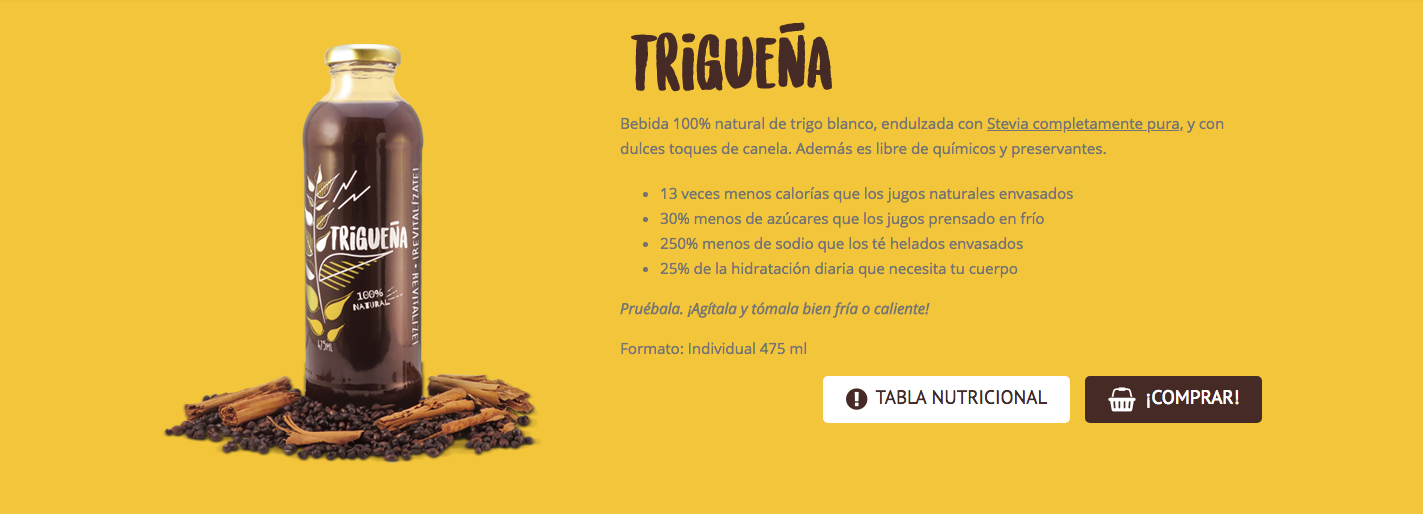 TRIGUEÑA
Bebida 100% natural de trigo blanco, endulzada con Stevia completamente pura, y con
dulces toques de canela. Además es libre de químicos y preservantes.
• 13 veces menos calorías que los jugos naturales envasados
• 30% menos de azúcares que los jugos prensado en frío
• 250% menos de sodio que los té helados envasados
• 25% de la hidratación diaria que necesita tu cuerpo
Pruébala. ¡Agítala y tómala bien fría o caliente!
Formato: Individual 475 ml
TABLA NUTRICIONAL
¡COMPRAR!
TRIGUEÑA
100%
NATURAL
475ML
¡REVITALÍZATE! • REVITALIZE!